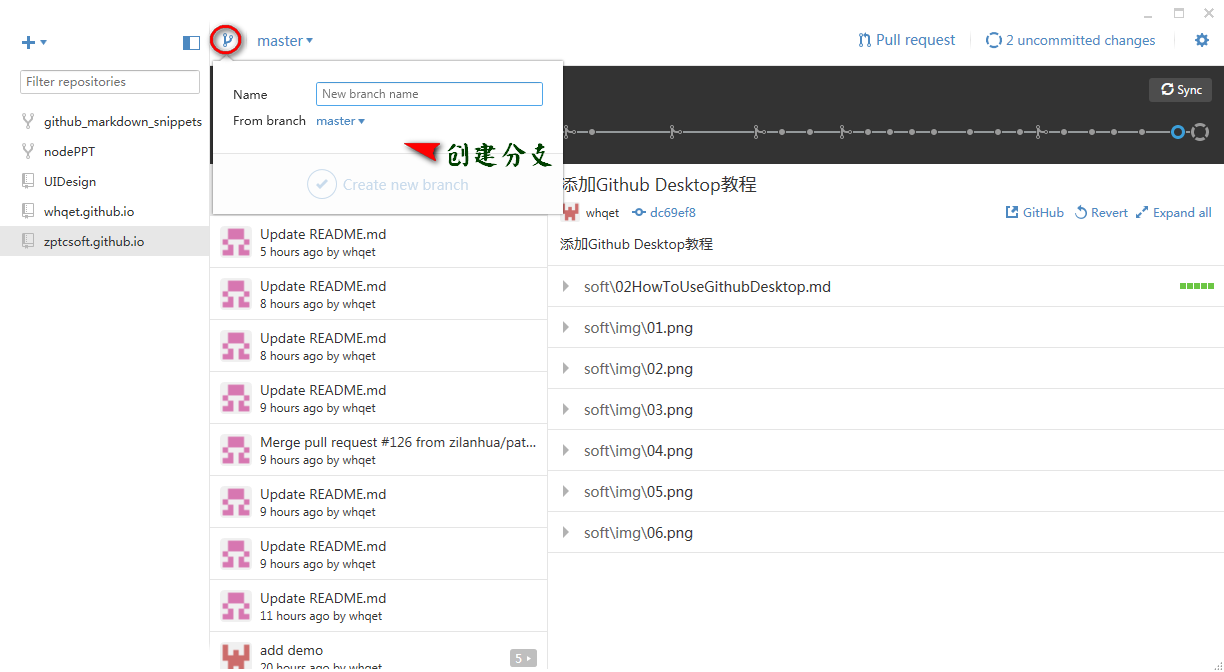 master
Pull request
2 uncommitted changes
Filter repositories
github_markdown_snippets
nodePPT
UIDesign
whqet.github.io
zptcsoft.github.io
Name
New branch name
From branch master
创建分支
Create new branch
Sync
Update README.md
5 hours ago by whqet
Update README.md
8 hours ago by whqet
Update README.md
8 hours ago by whqet
Update README.md
9 hours ago by whqet
Merge pull request #126 from zilanhua/pat...
9 hours ago by whqet
Update README.md
9 hours ago by whqet
Update README.md
9 hours ago by whqet
Update README.md
11 hours ago by whqet
add demo
20 hours ago by whqet
5
添加Github Desktop教程
whqet dc69ef8
GitHub Revert Expand all
添加Github Desktop教程
soft\02HowToUseGithubDesktop.md
soft\img\01.png
soft\img\02.png
soft\img\03.png
soft\img\04.png
soft\img\05.png
soft\img\06.png